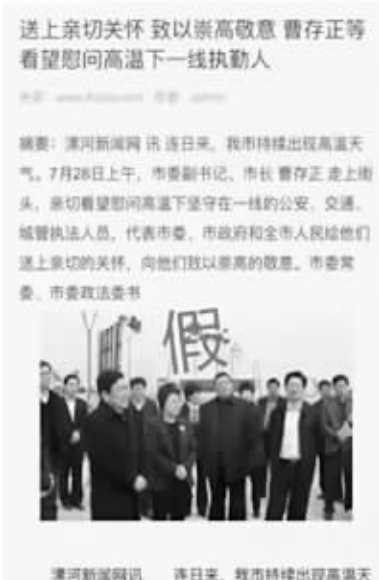 送上亲切关怀 致以崇高敬意 曹存正等
看望慰问高温下一线执勤人
摘要：漯河新闻网 讯 连日来，我市持续出现高温天
气。7月28日上午，市委副书记、市长 曹存正 走上街
头，亲切看望慰问高温下坚守在一线的公安、交通、
城管执法人员，代表市委、市政府和全市人民给他们
送上亲切的关怀，向他们致以崇高的敬意。市委常
委、市委政法委书
假
漯河新闻网讯 连日来，我市持续出现高温天